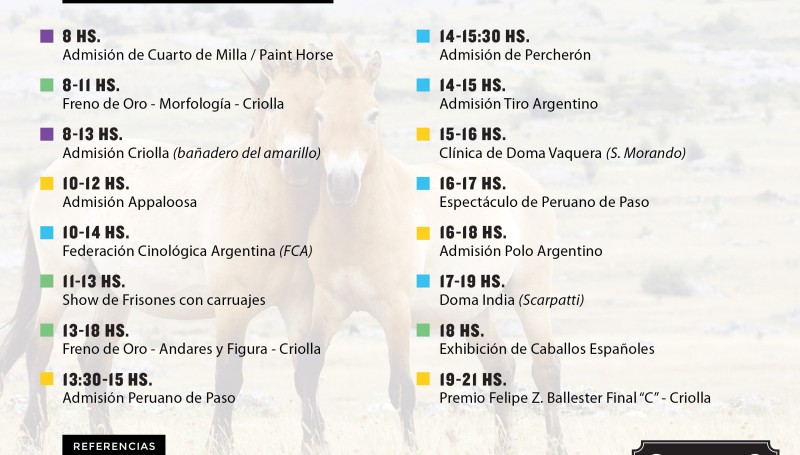 8 HS.
Admisión de Cuarto de Milla / Paint Horse
8-11 HS.
Freno de Oro - Morfología - Criolla
8-13 HS.
Admisión Criolla (bañadero del amarillo)
10-12 HS.
Admisión Appaloosa
10-14 HS.
Federación Cinológica Argentina (FCA)
11-13 HS.
Show de Frisones con carruajes
13-18 HS.
Freno de Oro - Andares y Figura - Criolla
13:30-15 HS.
Admisión Peruano de Paso
14-15:30 HS.
Admisión de Percherón
14-15 HS.
Admisión Tiro Argentino
15-16 HS.
Clínica de Doma Vaquera (S. Morando)
16-17 HS.
Espectáculo de Peruano de Paso
16-18 HS.
Admisión Polo Argentino
17-19 HS.
Doma India (Scarpatti)
18 HS.
Exhibición de Caballos Españoles
19-21 HS.
Premio Felipe Z. Ballester Final “C” - Criolla
REFERENCIAS